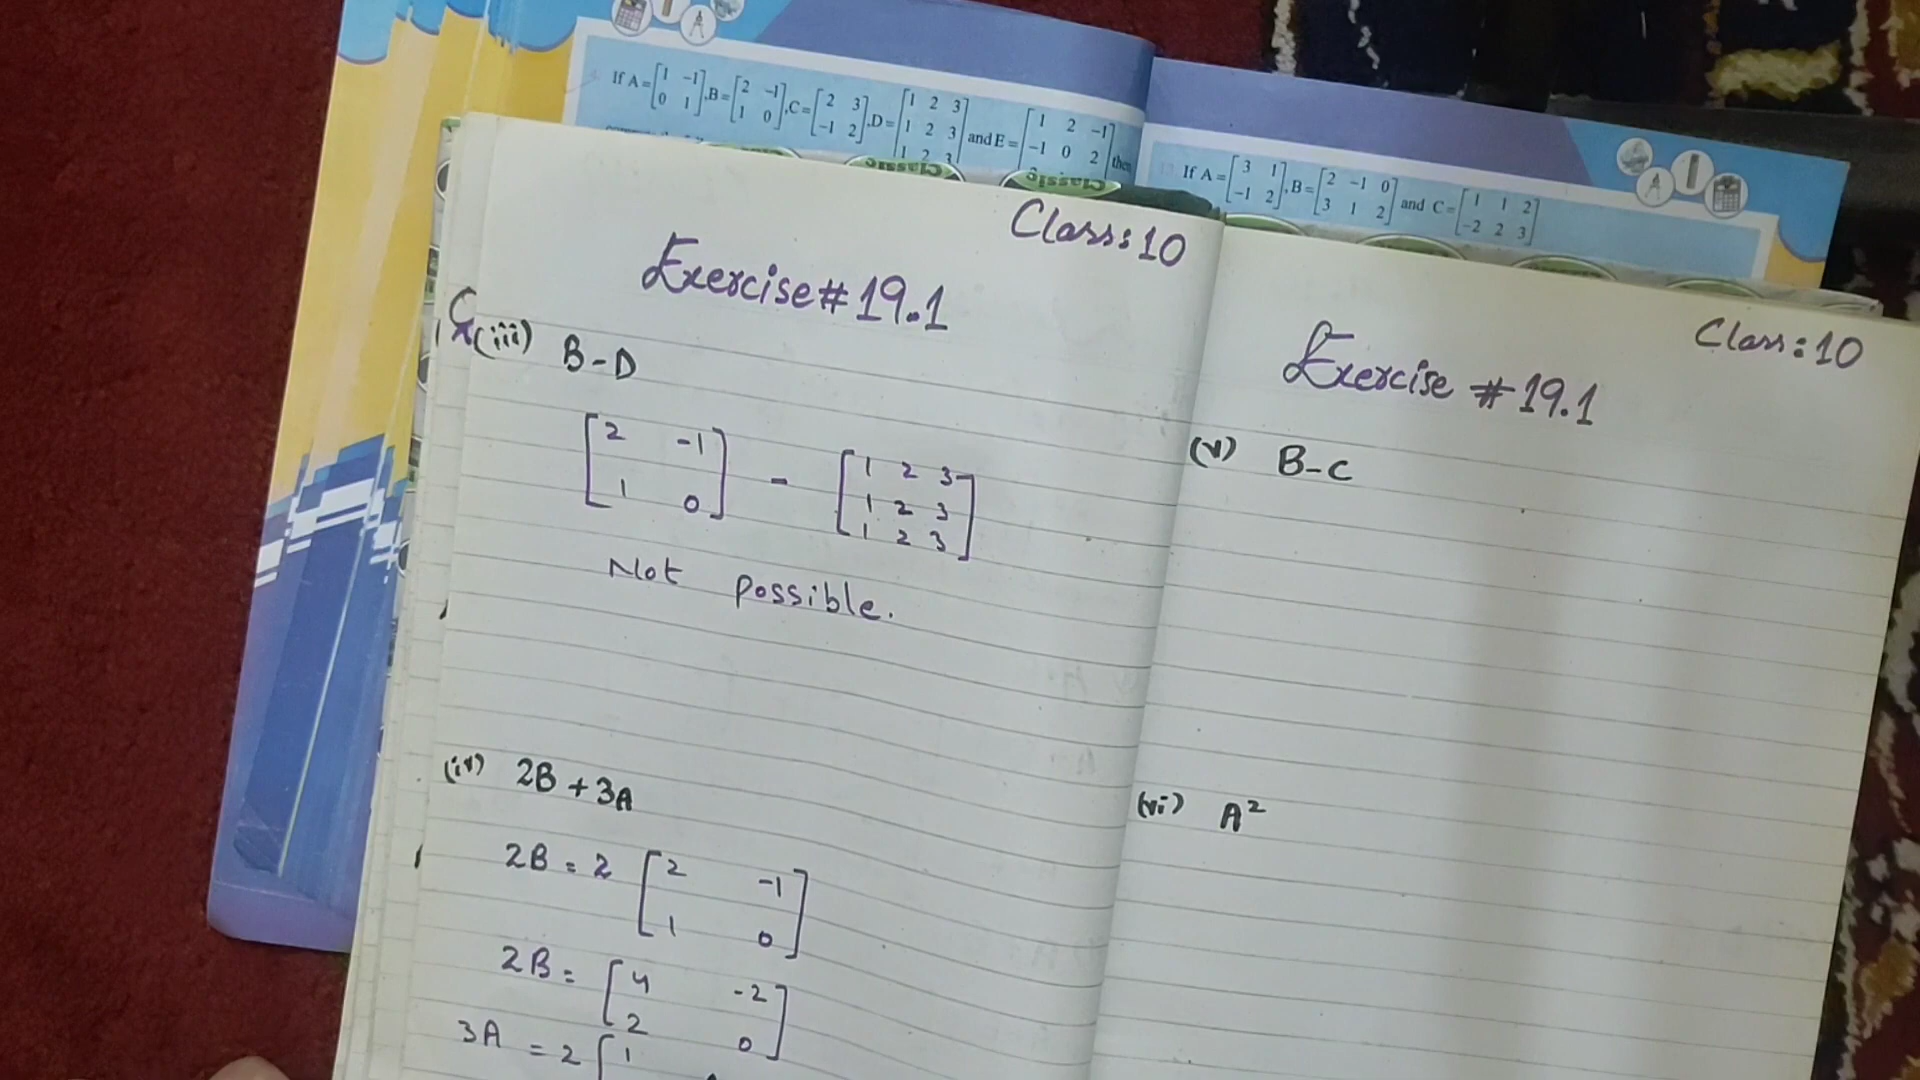 If A = [1 -1 0 1], B = [2 -1 1 0], C = [2 3 -1 2], D = [1 2 3 1 2 3 1 2 3] and E = [1 2 -1 -1 0 2] then
If A = [3 1 -1 2], B = [2 -1 0 3 1 2] and C = [1 1 2 -2 2 3]
Classic Classic
Class: 10
Exercise # 19.1
(iii) B-D
[2 -1 1 0] - [1 2 3 1 2 3 1 2 3]
Not possible.
(iv) 2B + 3A
2B = 2 [2 -1 1 0]
2B = [4 -2 2 0]
3A = 2 [1
Class: 10
Exercise # 19.1
(v) B-C
(vi) A²